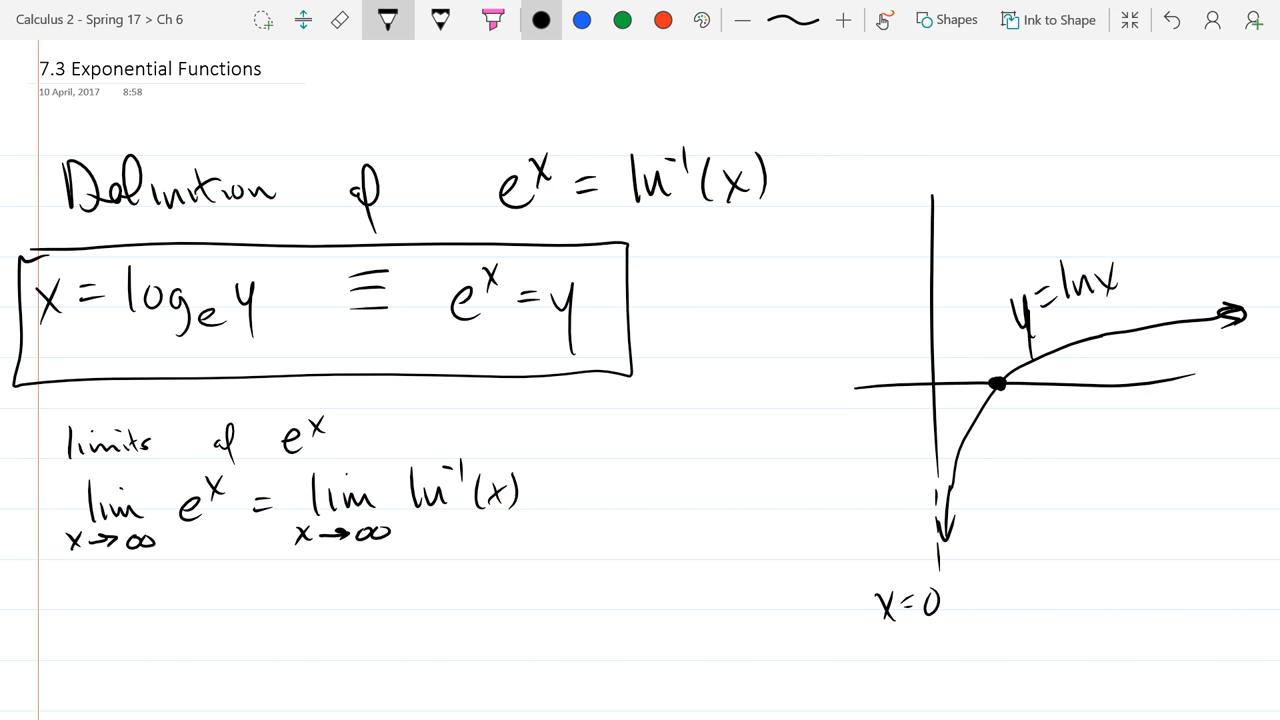 Calculus 2 - Spring 17 > Ch 6
Shapes
Ink to Shape
7.3 Exponential Functions
10 April, 2017 8:58
Definition of e^x = ln^-1(x)
x = log_e y ≡ e^x = y
y = ln x
limits of e^x
lim x→∞ e^x = lim x→∞ ln^-1(x)
x = 0